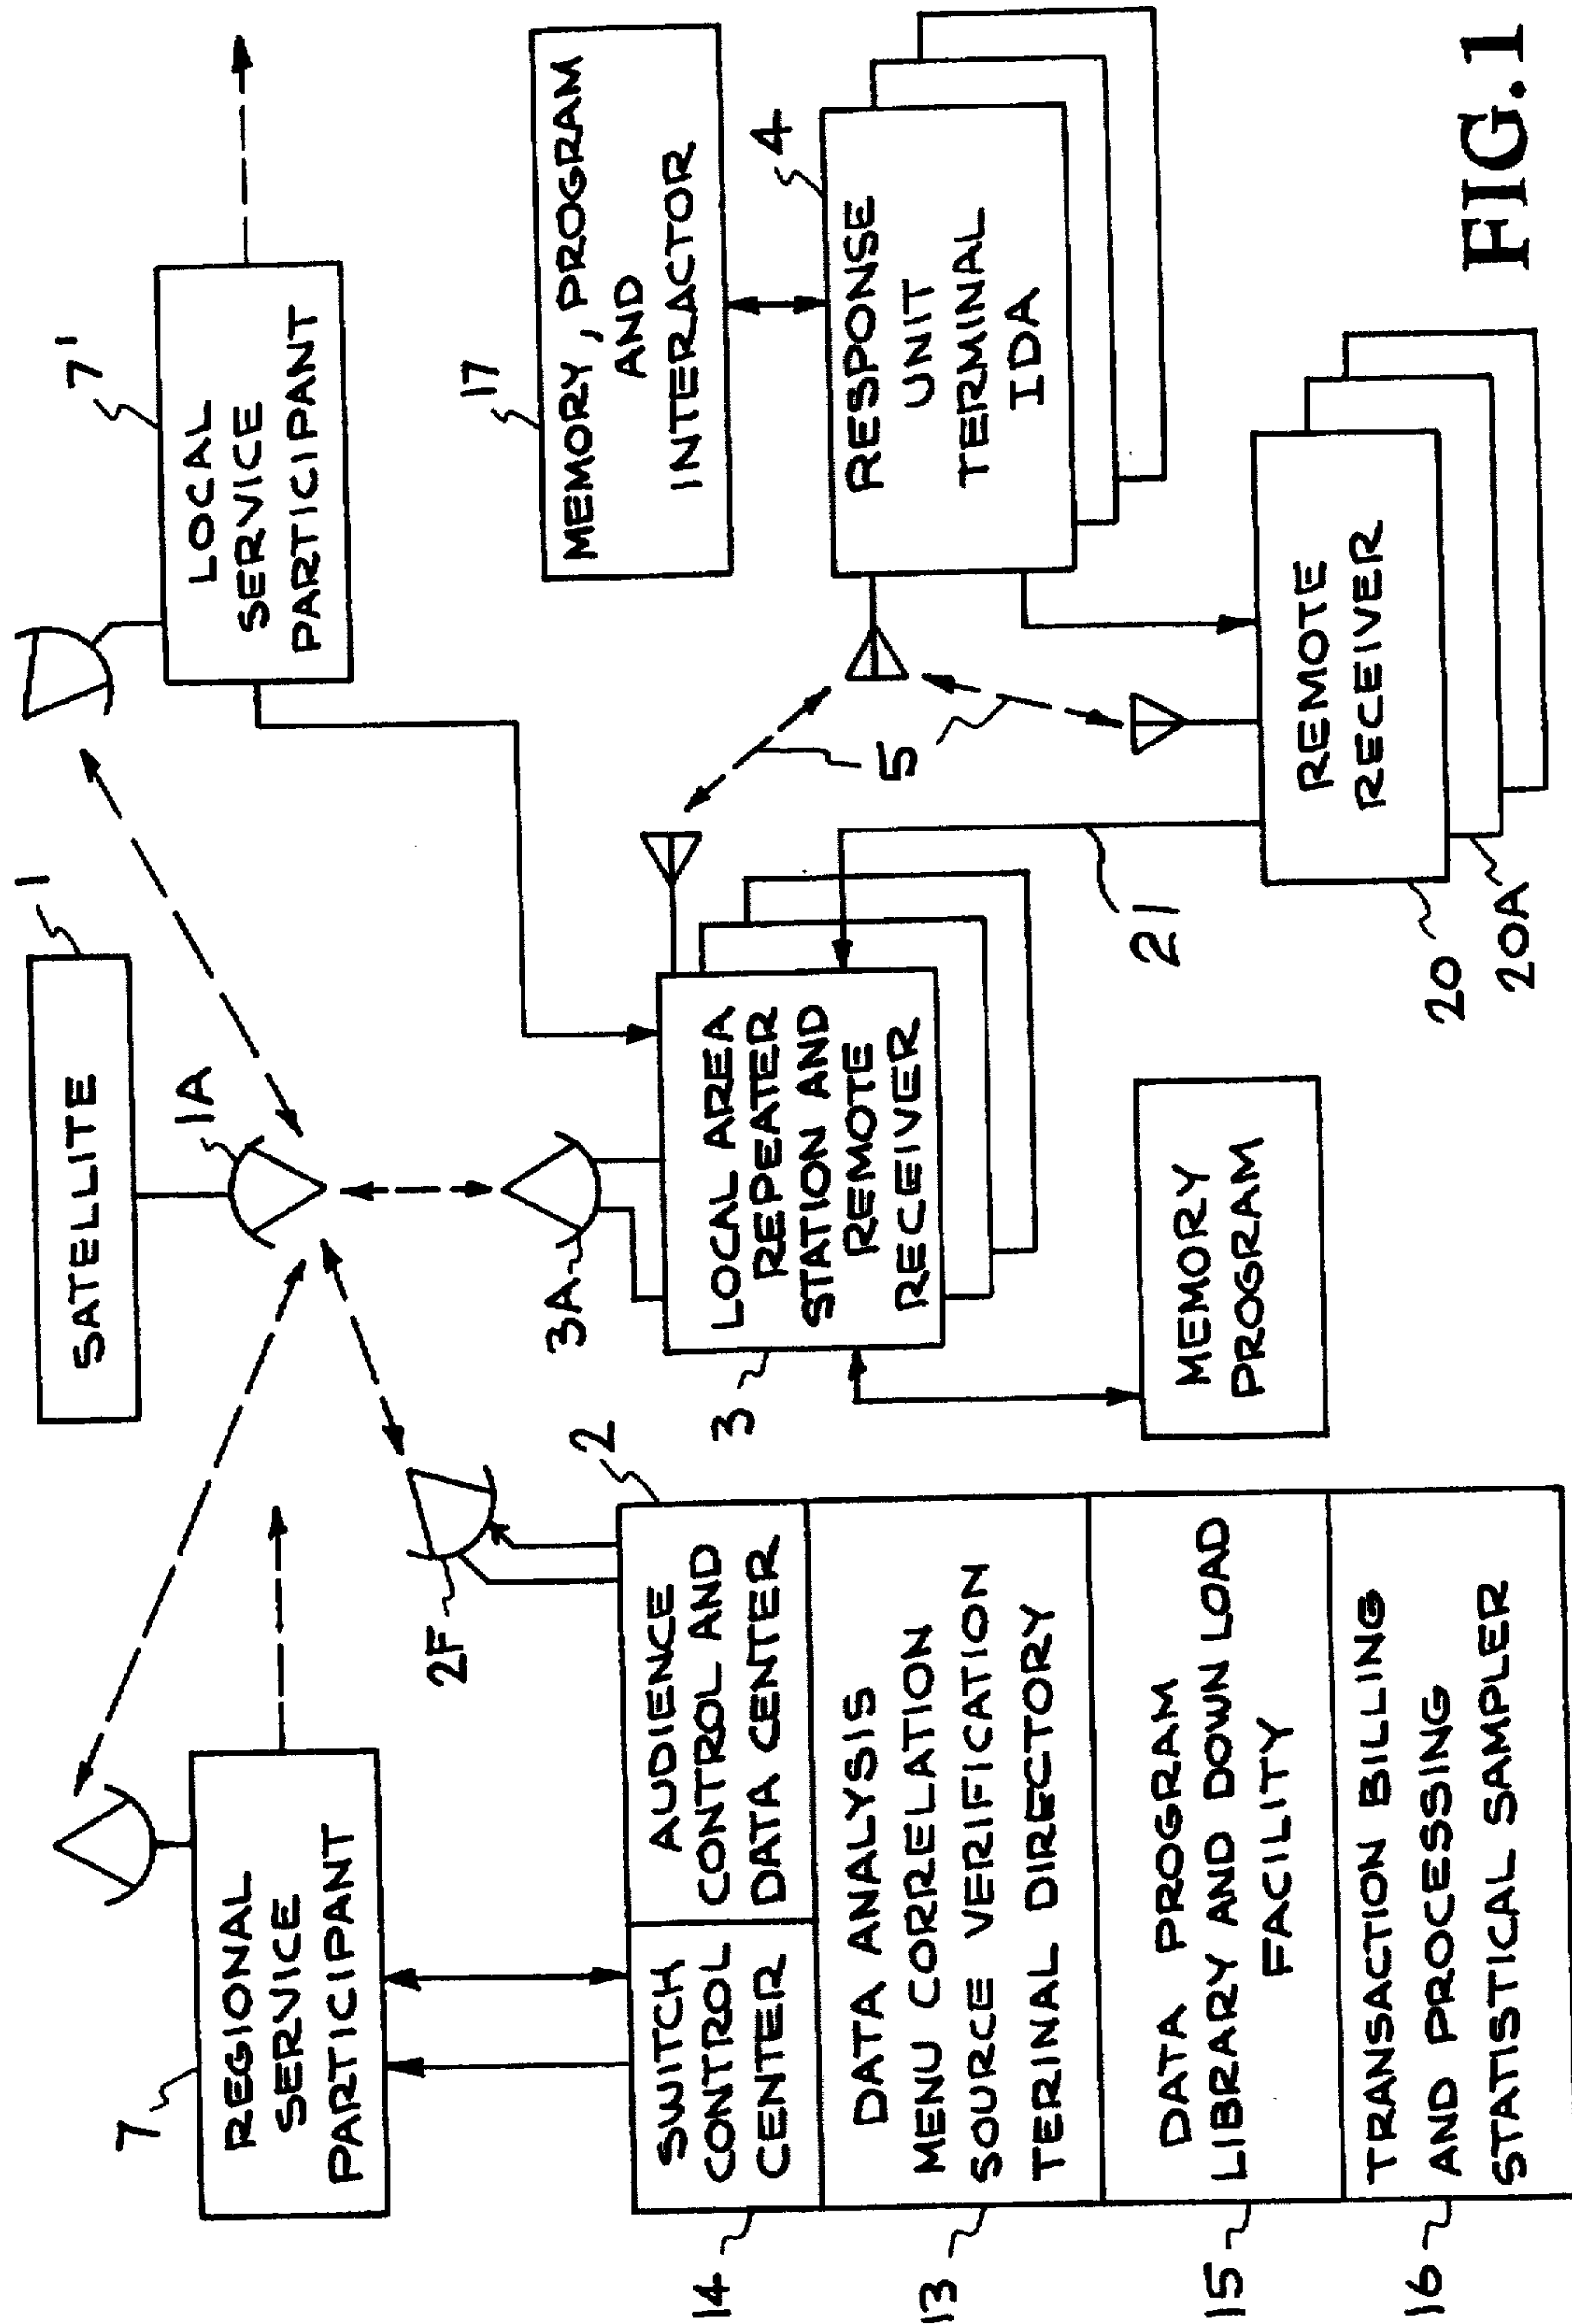 1
SATELLITE
1A
7
REGIONAL
SERVICE
PARTICIPANT
7'
LOCAL
SERVICE
PARTICIPANT
2F
2
3A
3
LOCAL AREA
REPEATER
STATION AND
REMOTE
RECEIVER
MEMORY
PROGRAM
17
MEMORY, PROGRAM
AND
INTERACTOR
4
RESPONSE
UNIT
TERMINAL
IDA
5
21
REMOTE
RECEIVER
20
20A
14
SWITCH
CONTROL
CENTER
AUDIENCE
CONTROL AND
DATA CENTER
13
DATA ANALYSIS
MENU CORRELATION
SOURCE VERIFICATION
TERINAL DIRECTORY
15
DATA PROGRAM
LIBRARY AND DOWN LOAD
FACILITY
16
TRANSACTION BILLING
AND PROCESSING
STATISTICAL SAMPLER
FIG.1